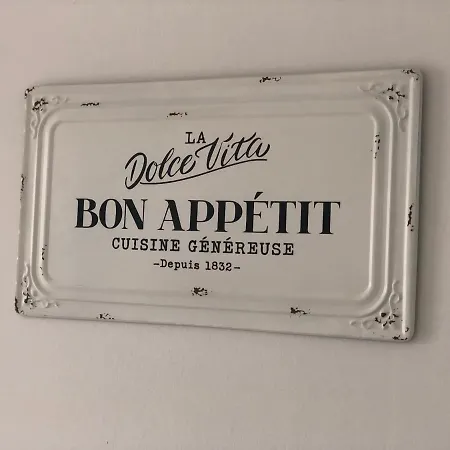 LA
Dolce Vita
BON APPÉTIT
CUISINE GÉNÉREUSE
-Depuis 1832-